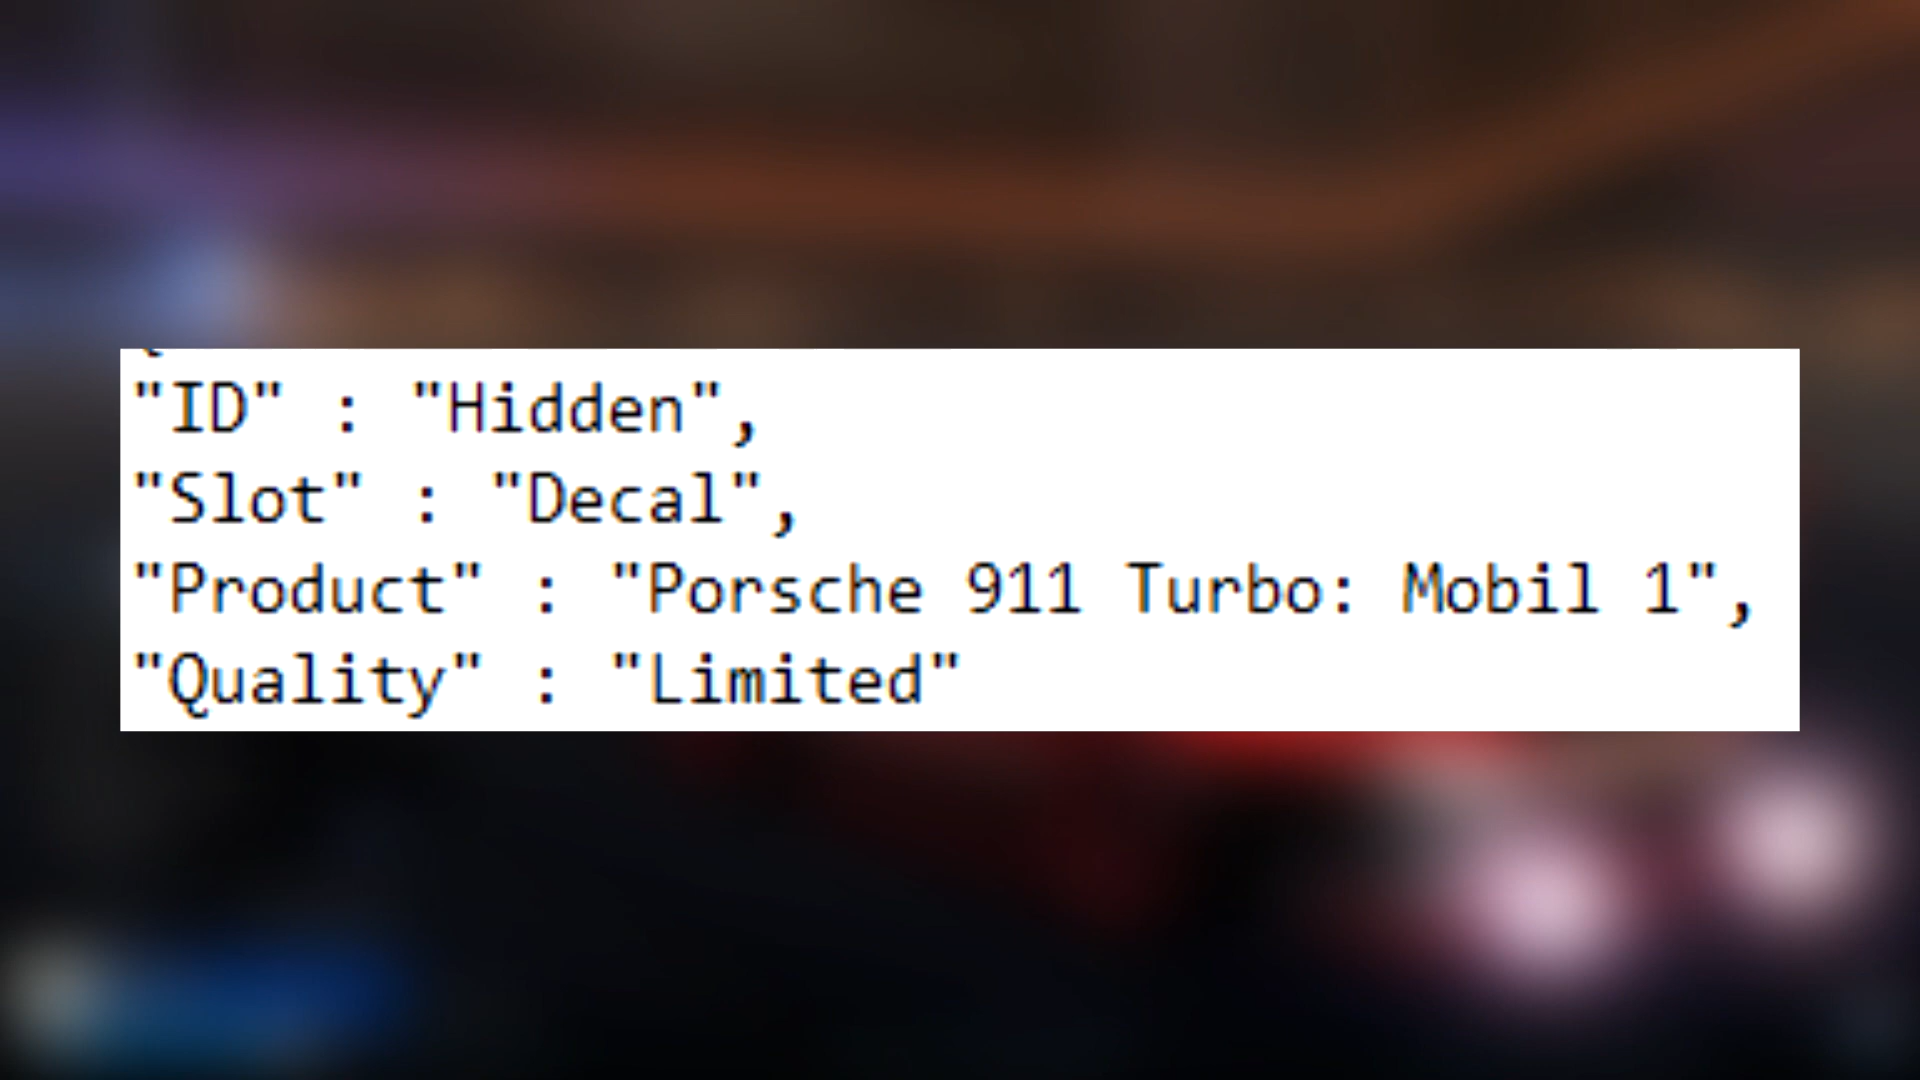 "ID" : "Hidden",
"Slot" : "Decal",
"Product" : "Porsche 911 Turbo: Mobil 1",
"Quality" : "Limited"